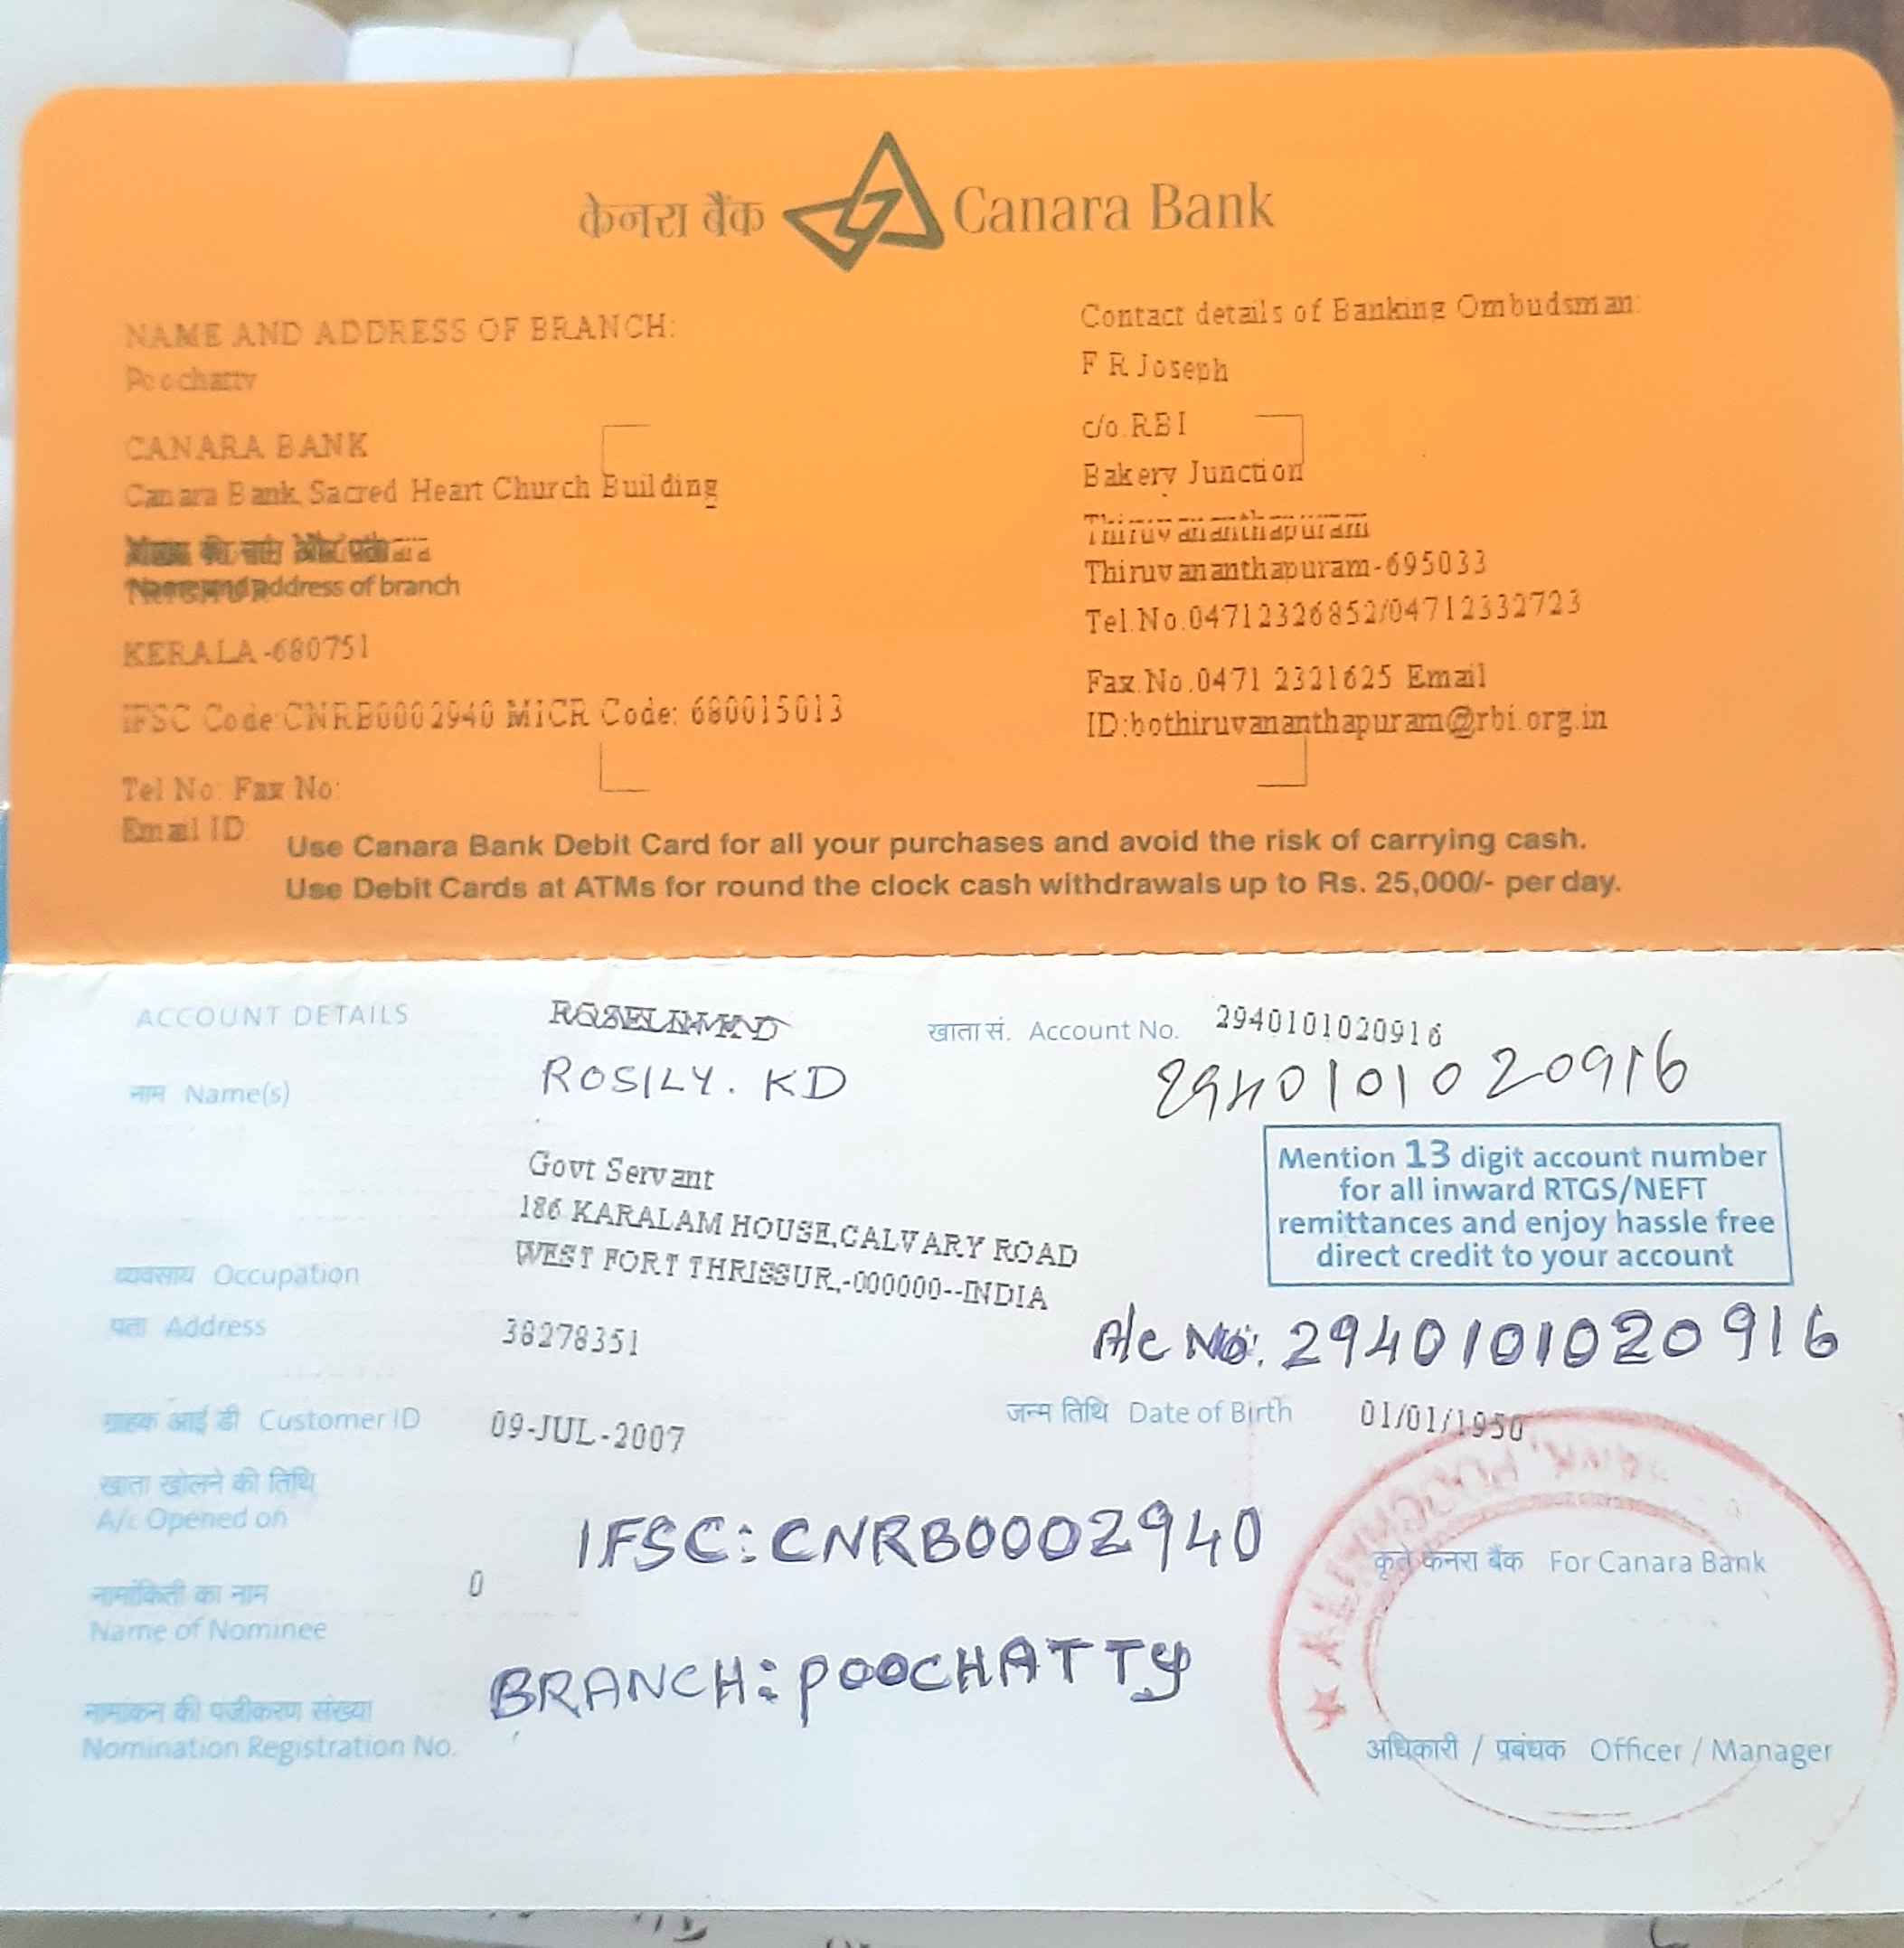 केनरा बैंक Canara Bank
NAME AND ADDRESS OF BRANCH:
Poochatty
CANARA BANK
Canara Bank, Sacred Heart Church Building
address of branch
KERALA-680751
IFSC Code:CNRB0002940 MICR Code: 680015013
Tel No: Fax No:
Email ID:
Contact details of Banking Ombudsman:
F R Joseph
c/o.RBI
Bakery Junction
Thiruvananthapuram
Thiruvananthapuram-695033
Tel.No.04712326852/04712332723
Fax.No.0471 2321625 Email
ID:bothiruvananthapuram@rbi.org.in
Use Canara Bank Debit Card for all your purchases and avoid the risk of carrying cash.
Use Debit Cards at ATMs for round the clock cash withdrawals up to Rs. 25,000/- per day.
ACCOUNT DETAILS
खाता सं. Account No. 2940101020916
2940101020916
नाम Name(s) ROSILY. KD
Mention 13 digit account number
for all inward RTGS/NEFT
remittances and enjoy hassle free
direct credit to your account
Govt Servant
186 KARALAM HOUSE,CALVARY ROAD
WEST FORT THRISSUR,-000000--INDIA
व्यवसाय Occupation
पता Address
38278351
A/c No: 2940101020916
ग्राहक आई डी Customer ID
09-JUL-2007
जन्म तिथि Date of Birth 01/01/1950
खाता खोलने की तिथि
A/c Opened on
IFSC: CNRB0002940
0
नामांकिती का नाम
Name of Nominee
कृते केनरा बैंक For Canara Bank
BRANCH: POOCHATTY
नामांकन की पंजीकरण संख्या
Nomination Registration No.
अधिकारी / प्रबंधक Officer / Manager